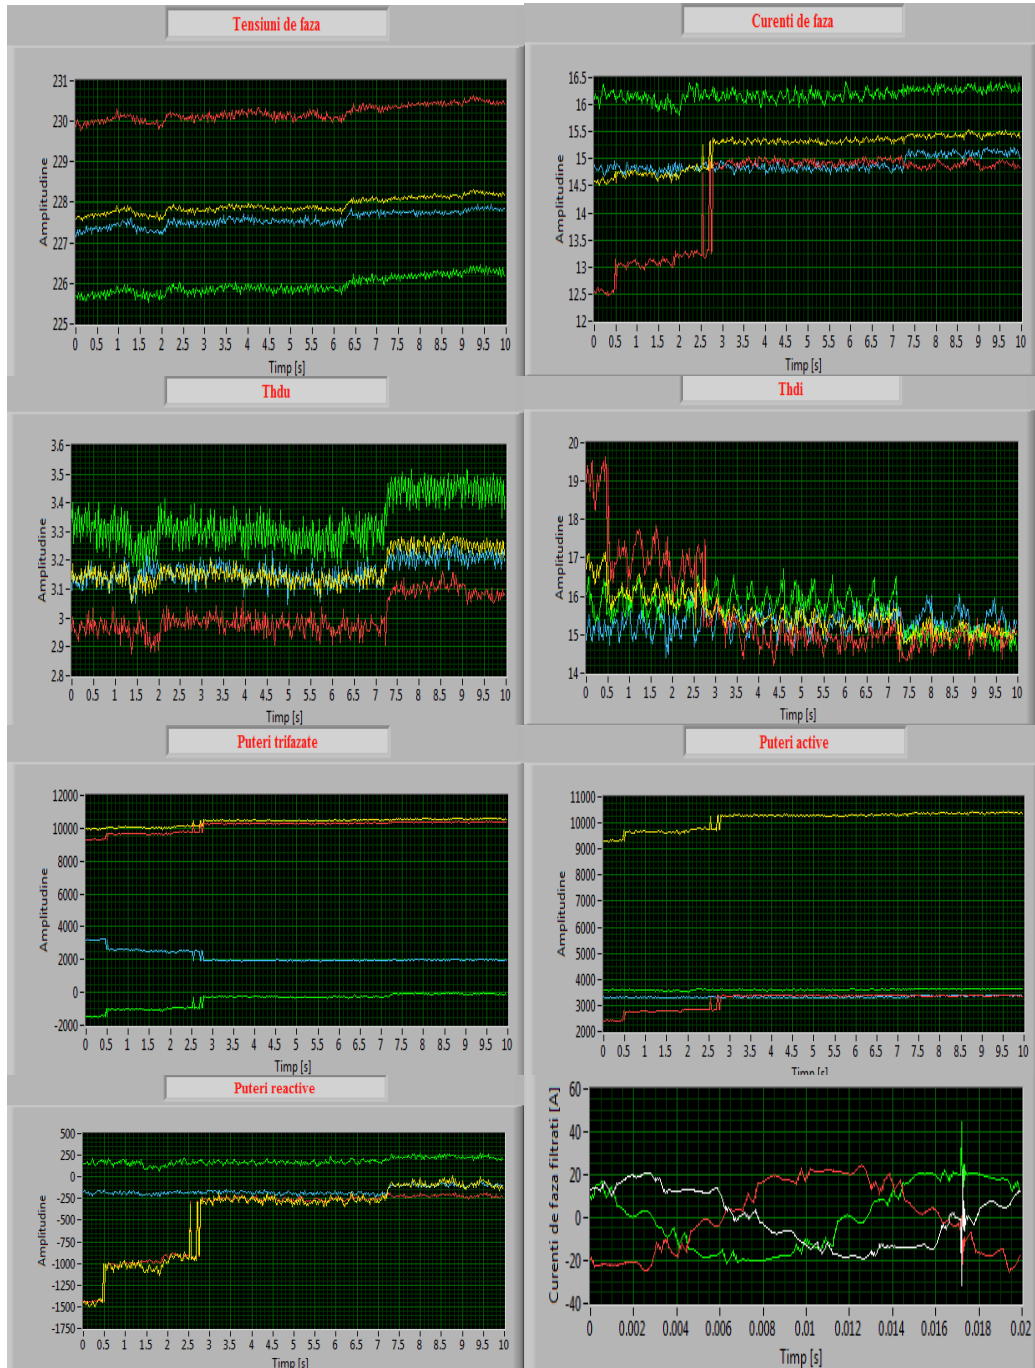 Tensiuni de faza
Amplitudine
231
230
229
228
227
226
225
0 0.5 1 1.5 2 2.5 3 3.5 4 4.5 5 5.5 6 6.5 7 7.5 8 8.5 9 9.5 10
Timp [s]
Curenti de faza
Amplitudine
16.5
16
15.5
15
14.5
14
13.5
13
12.5
12
0 0.5 1 1.5 2 2.5 3 3.5 4 4.5 5 5.5 6 6.5 7 7.5 8 8.5 9 9.5 10
Timp [s]
Thdu
Amplitudine
3.6
3.5
3.4
3.3
3.2
3.1
3
2.9
2.8
0 0.5 1 1.5 2 2.5 3 3.5 4 4.5 5 5.5 6 6.5 7 7.5 8 8.5 9 9.5 10
Timp [s]
Thdi
Amplitudine
20
19
18
17
16
15
14
0 0.5 1 1.5 2 2.5 3 3.5 4 4.5 5 5.5 6 6.5 7 7.5 8 8.5 9 9.5 10
Timp [s]
Puteri trifazate
Amplitudine
12000
10000
8000
6000
4000
2000
0
-2000
0 0.5 1 1.5 2 2.5 3 3.5 4 4.5 5 5.5 6 6.5 7 7.5 8 8.5 9 9.5 10
Timp [s]
Puteri active
Amplitudine
11000
10000
9000
8000
7000
6000
5000
4000
3000
2000
0 0.5 1 1.5 2 2.5 3 3.5 4 4.5 5 5.5 6 6.5 7 7.5 8 8.5 9 9.5 10
Timp [s]
Puteri reactive
Amplitudine
500
250
0
-250
-500
-750
-1000
-1250
-1500
-1750
0 0.5 1 1.5 2 2.5 3 3.5 4 4.5 5 5.5 6 6.5 7 7.5 8 8.5 9 9.5 10
Timp [s]
Curenti de faza filtrati [A]
60
40
20
0
-20
-40
0 0.002 0.004 0.006 0.008 0.01 0.012 0.014 0.016 0.018 0.02
Timp [s]